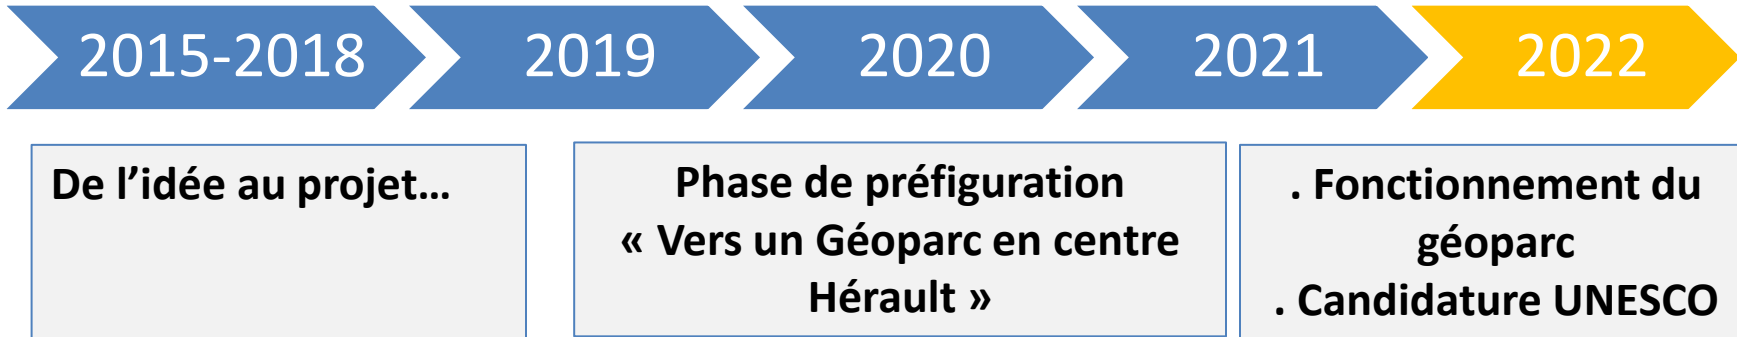 2015-2018
2019
2020
2021
2022
De l’idée au projet…
Phase de préfiguration
« Vers un Géoparc en centre
Hérault »
. Fonctionnement du
géoparc
. Candidature UNESCO